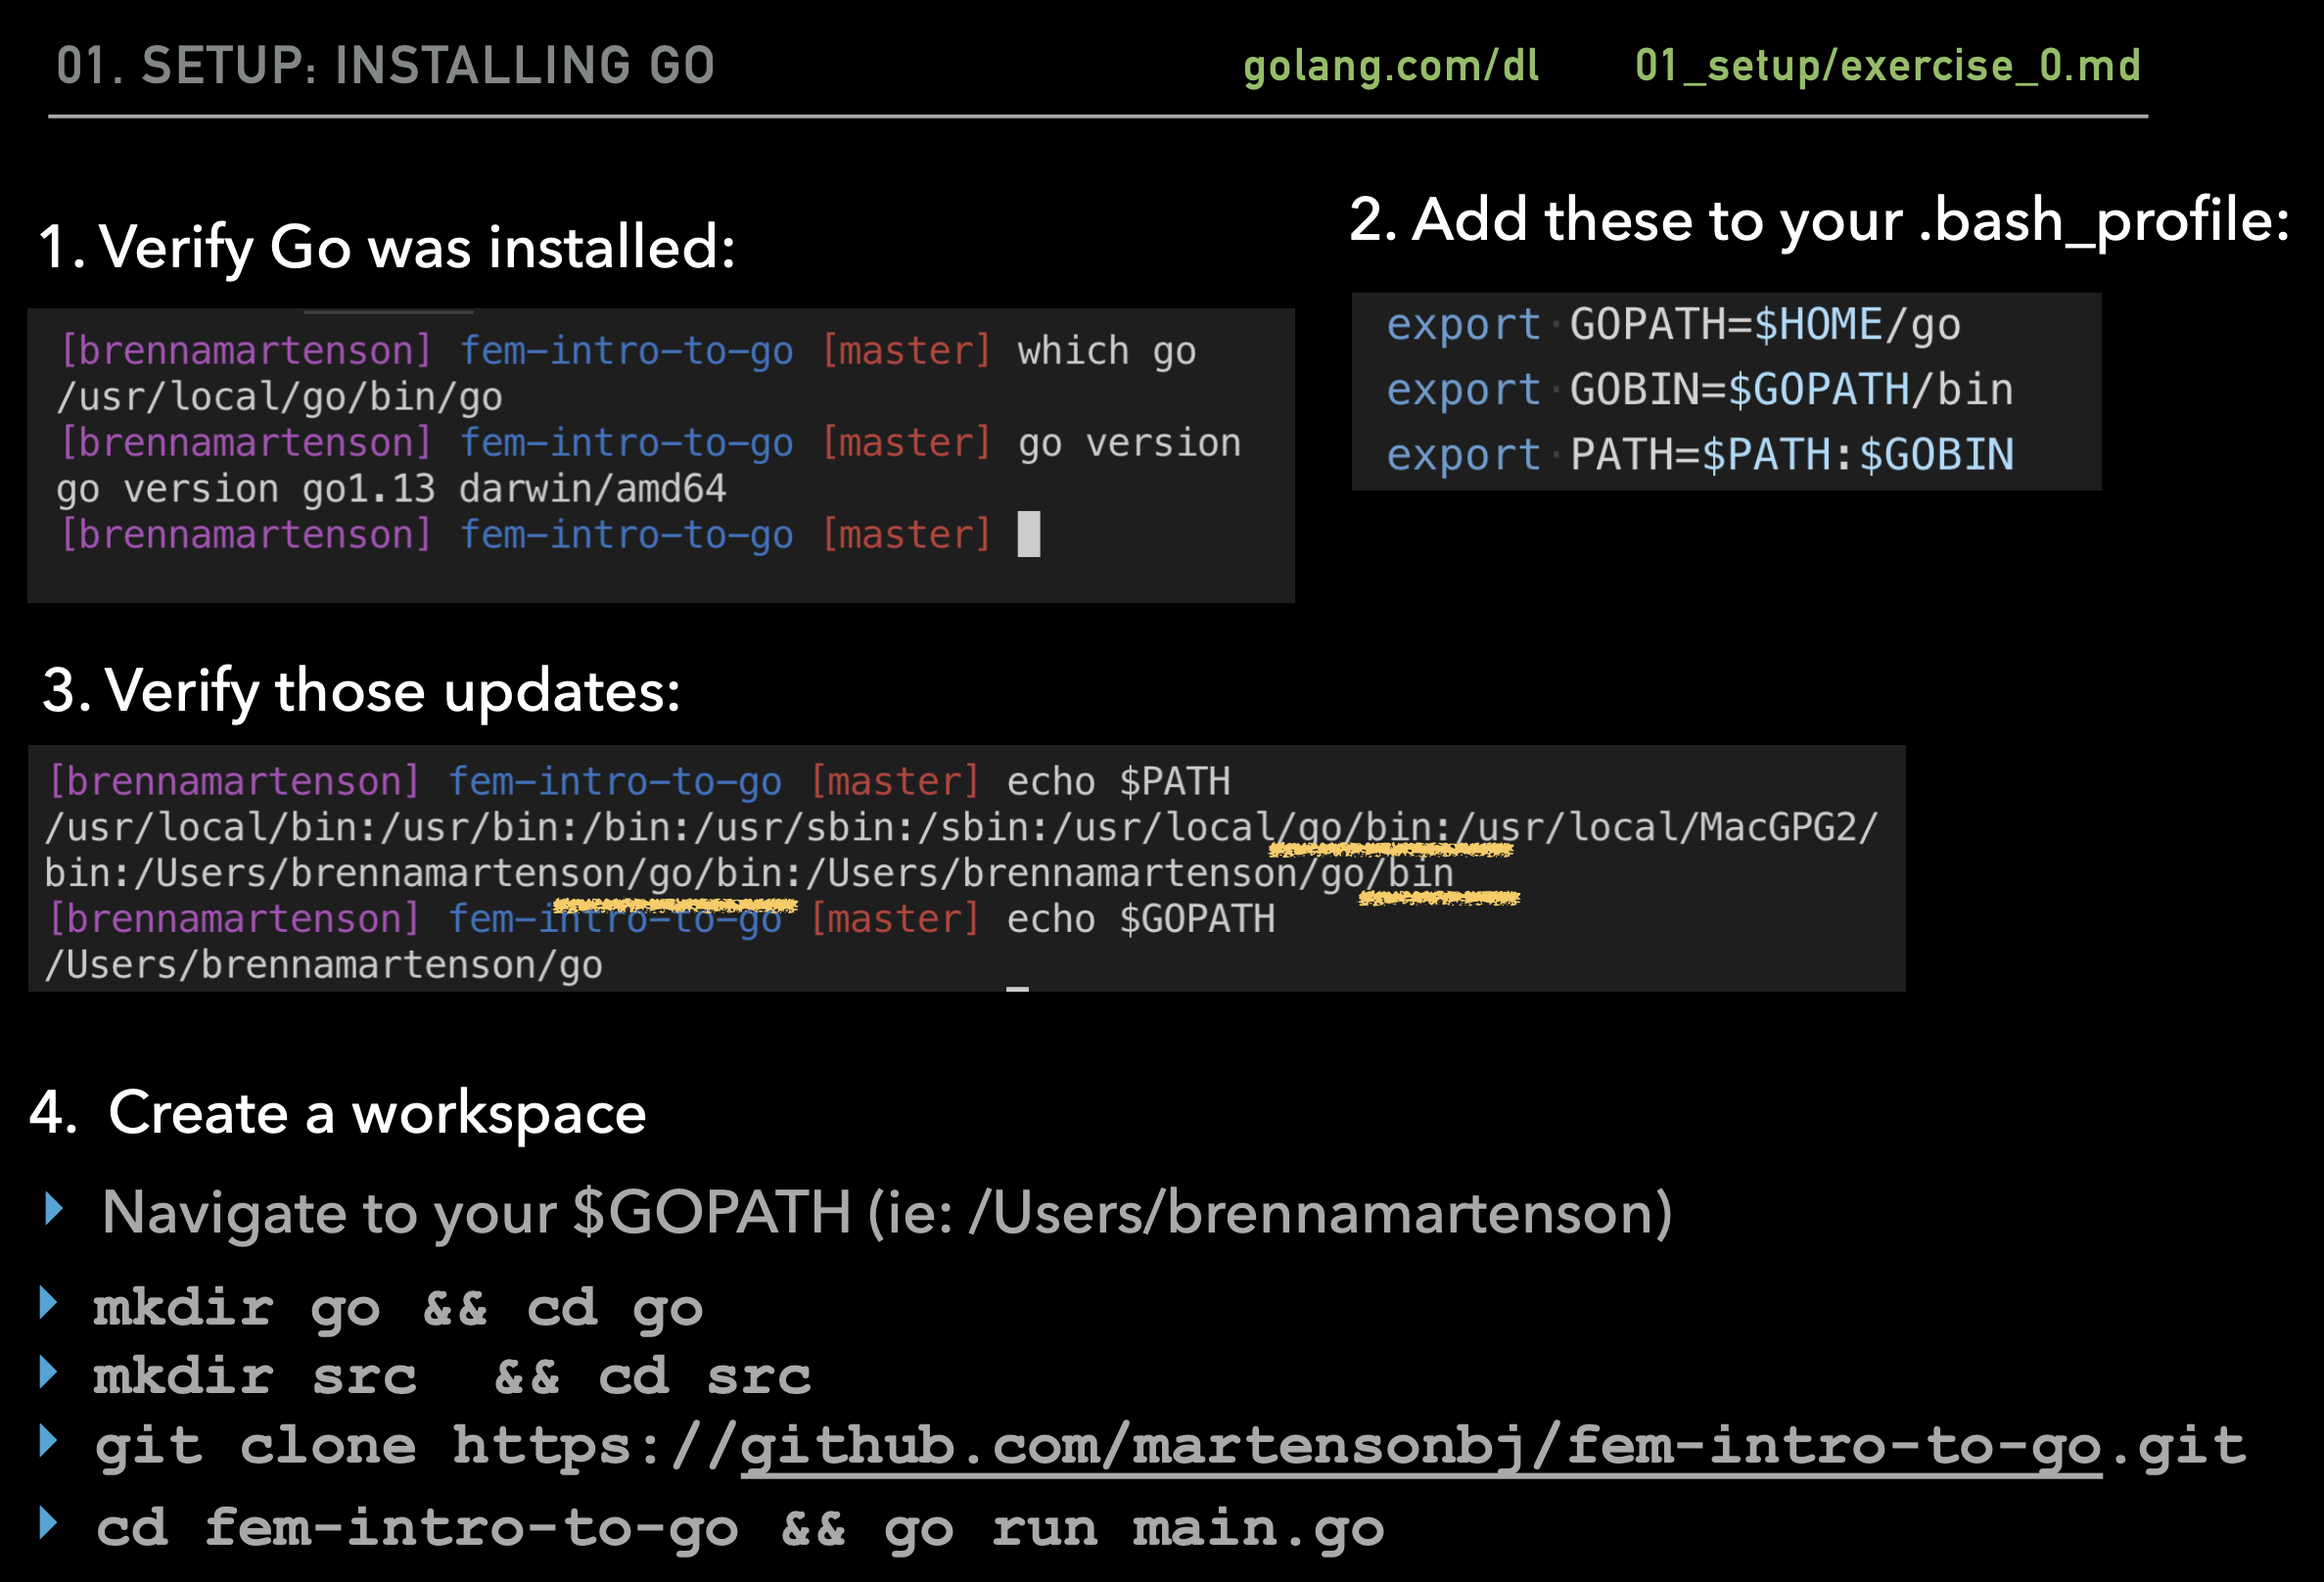 01. SETUP: INSTALLING GO
golang.com/dl
01_setup/exercise_0.md
1. Verify Go was installed:
[brennamartenson] fem-intro-to-go [master] which go
/usr/local/go/bin/go
[brennamartenson] fem-intro-to-go [master] go version
go version go1.13 darwin/amd64
[brennamartenson] fem-intro-to-go [master]
2. Add these to your .bash_profile:
export GOPATH=$HOME/go
export GOBIN=$GOPATH/bin
export PATH=$PATH:$GOBIN
3. Verify those updates:
[brennamartenson] fem-intro-to-go [master] echo $PATH
/usr/local/bin:/usr/bin:/bin:/usr/sbin:/sbin:/usr/local/go/bin:/usr/local/MacGPG2/
bin:/Users/brennamartenson/go/bin:/Users/brennamartenson/go/bin
[brennamartenson] fem-intro-to-go [master] echo $GOPATH
/Users/brennamartenson/go
4. Create a workspace
Navigate to your $GOPATH (ie: /Users/brennamartenson)
mkdir go && cd go
mkdir src  && cd src
git clone https://github.com/martensonbj/fem-intro-to-go.git
cd fem-intro-to-go && go run main.go